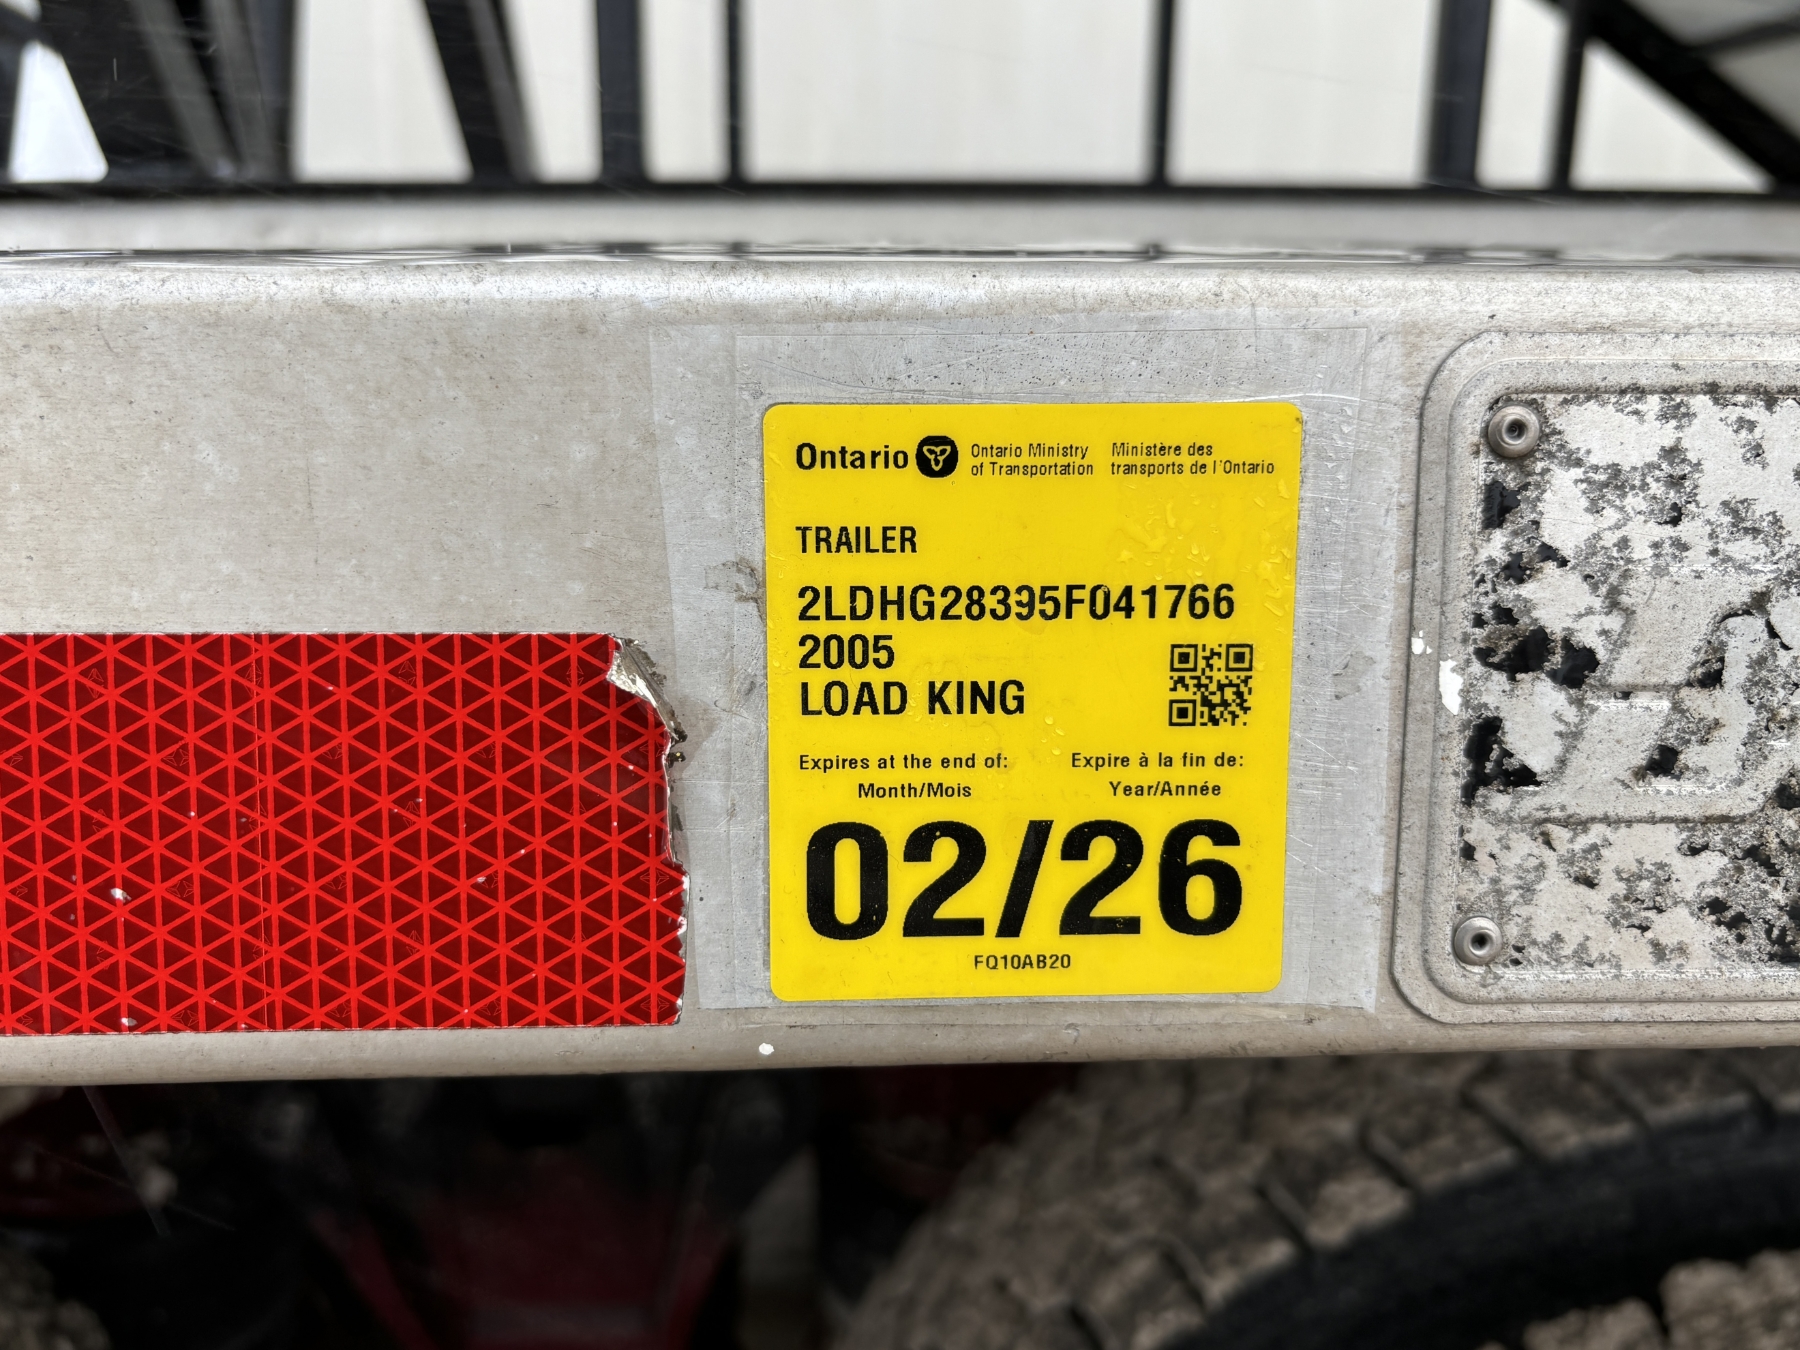 Ontario
Ontario Ministry
of Transportation
Ministère des
transports de l'Ontario
TRAILER
2LDHG28395F041766
2005
LOAD KING
Expires at the end of:
Month/Mois
Expire à la fin de:
Year/Année
02/26
FQ10AB20